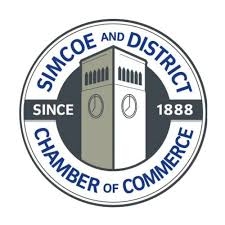 SIMCOE AND DISTRICT
SINCE 1888
CHAMBER OF COMMERCE